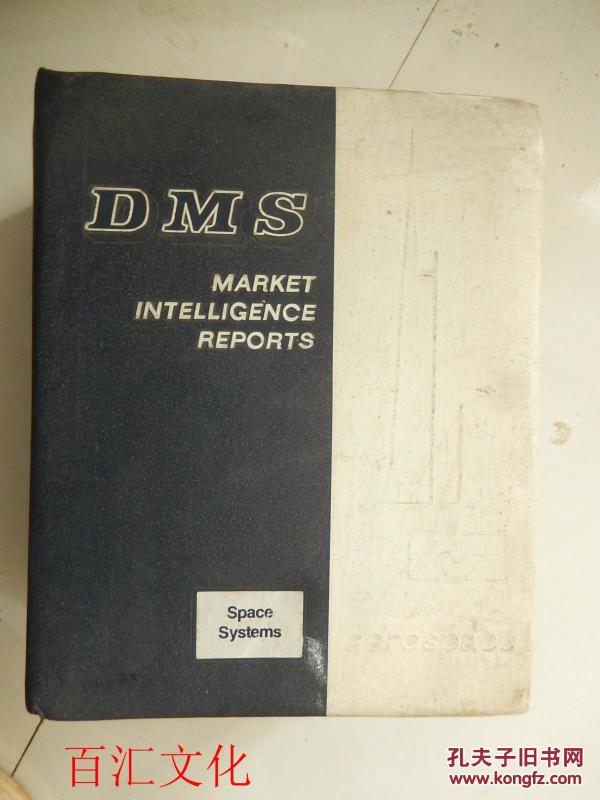 DMS
MARKET
INTELLIGENCE
REPORTS
Space
Systems
aerospace
百汇文化
孔夫子旧书网
www.kongfz.com